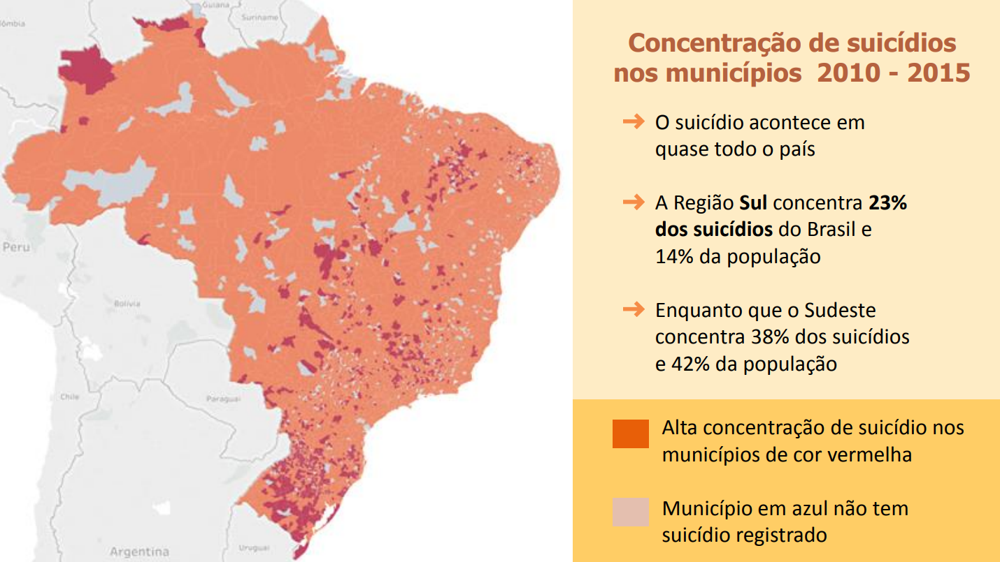 Guiana
Suriname
Concentração de suicídios
nos municípios 2010 - 2015
O suicídio acontece em
quase todo o país
A Região Sul concentra 23%
dos suicídios do Brasil e
14% da população
Enquanto que o Sudeste
concentra 38% dos suicídios
e 42% da população
Alta concentração de suicídio nos
municípios de cor vermelha
Município em azul não tem
suicídio registrado
Peru
Bolívia
Chile
Paraguai
Argentina
Uruguai